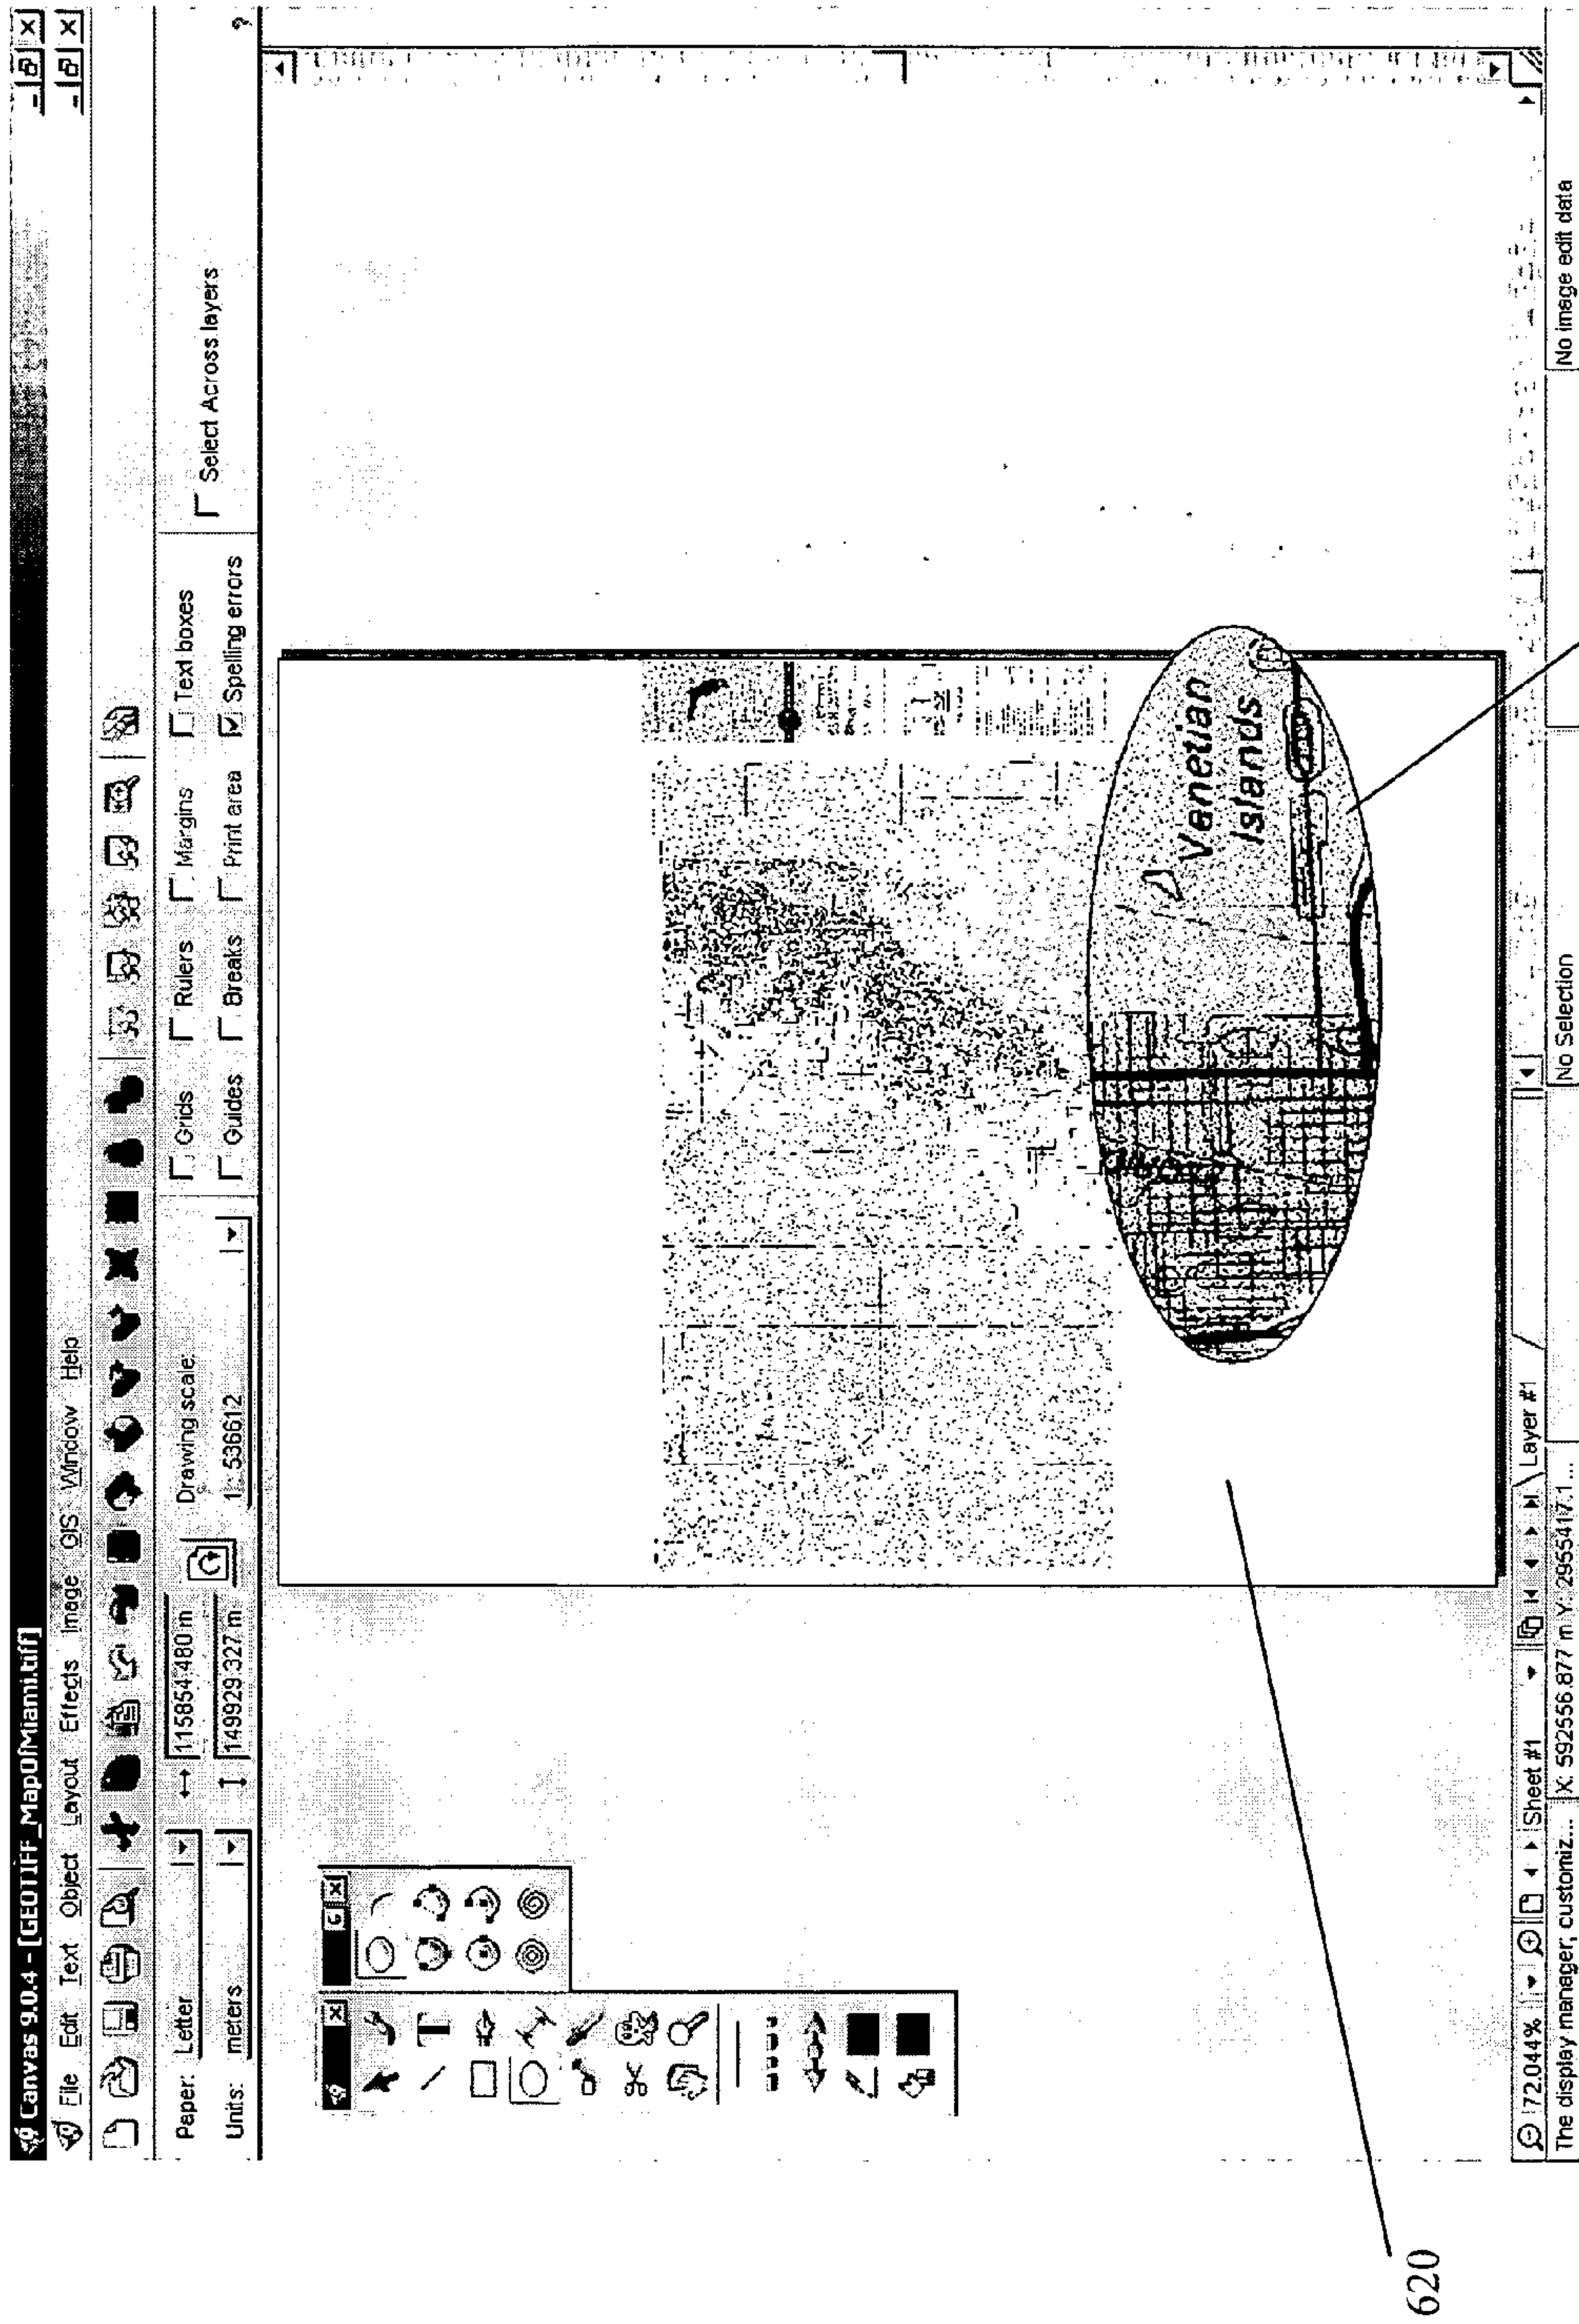 Canvas 9.0.4 - [GEOTIFF_MapOfMiami.tiff]
File Edit Text Object Layout Effects Image GIS Window Help
Paper: Letter 115854.480 m Drawing scale: Grids Rulers Margins Text boxes
Select Across layers
Units: meters 149929.327 m 1: 536612 Guides Breaks Print area Spelling errors
T
Venetian
Islands
72.044% Sheet #1 Layer #1
The display manager, customiz... X: 592556.877 m Y: 2955417.1... No Selection No image edit data
620